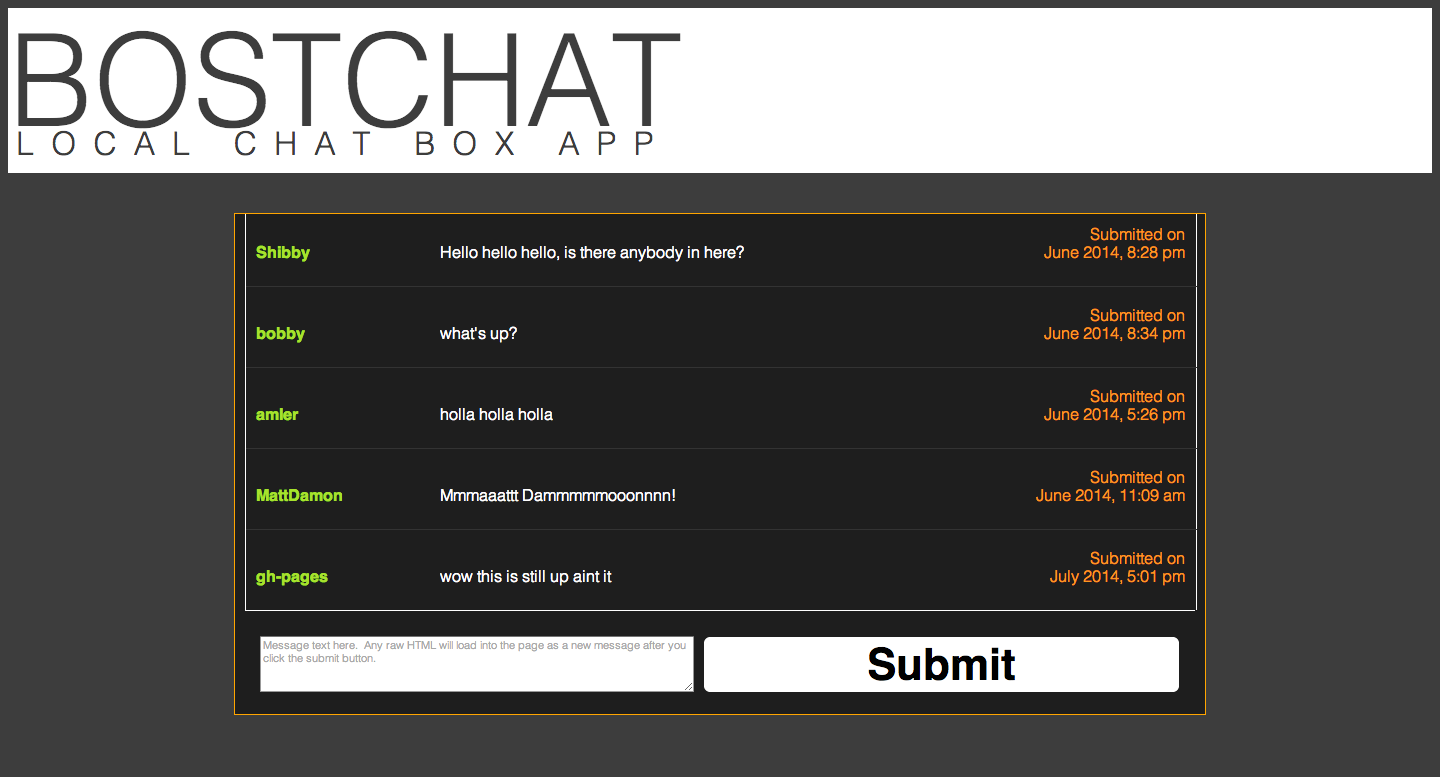 BOSTCHAT
LOCAL CHAT BOX APP
Submitted on
Shibby Hello hello hello, is there anybody in here? June 2014, 8:28 pm
Submitted on
bobby what's up? June 2014, 8:34 pm
Submitted on
amler holla holla holla June 2014, 5:26 pm
Submitted on
MattDamon Mmmaaattt Dammmmmooonnnn! June 2014, 11:09 am
Submitted on
gh-pages wow this is still up aint it July 2014, 5:01 pm
Message text here.  Any raw HTML will load into the page as a new message after you
click the submit button.
Submit